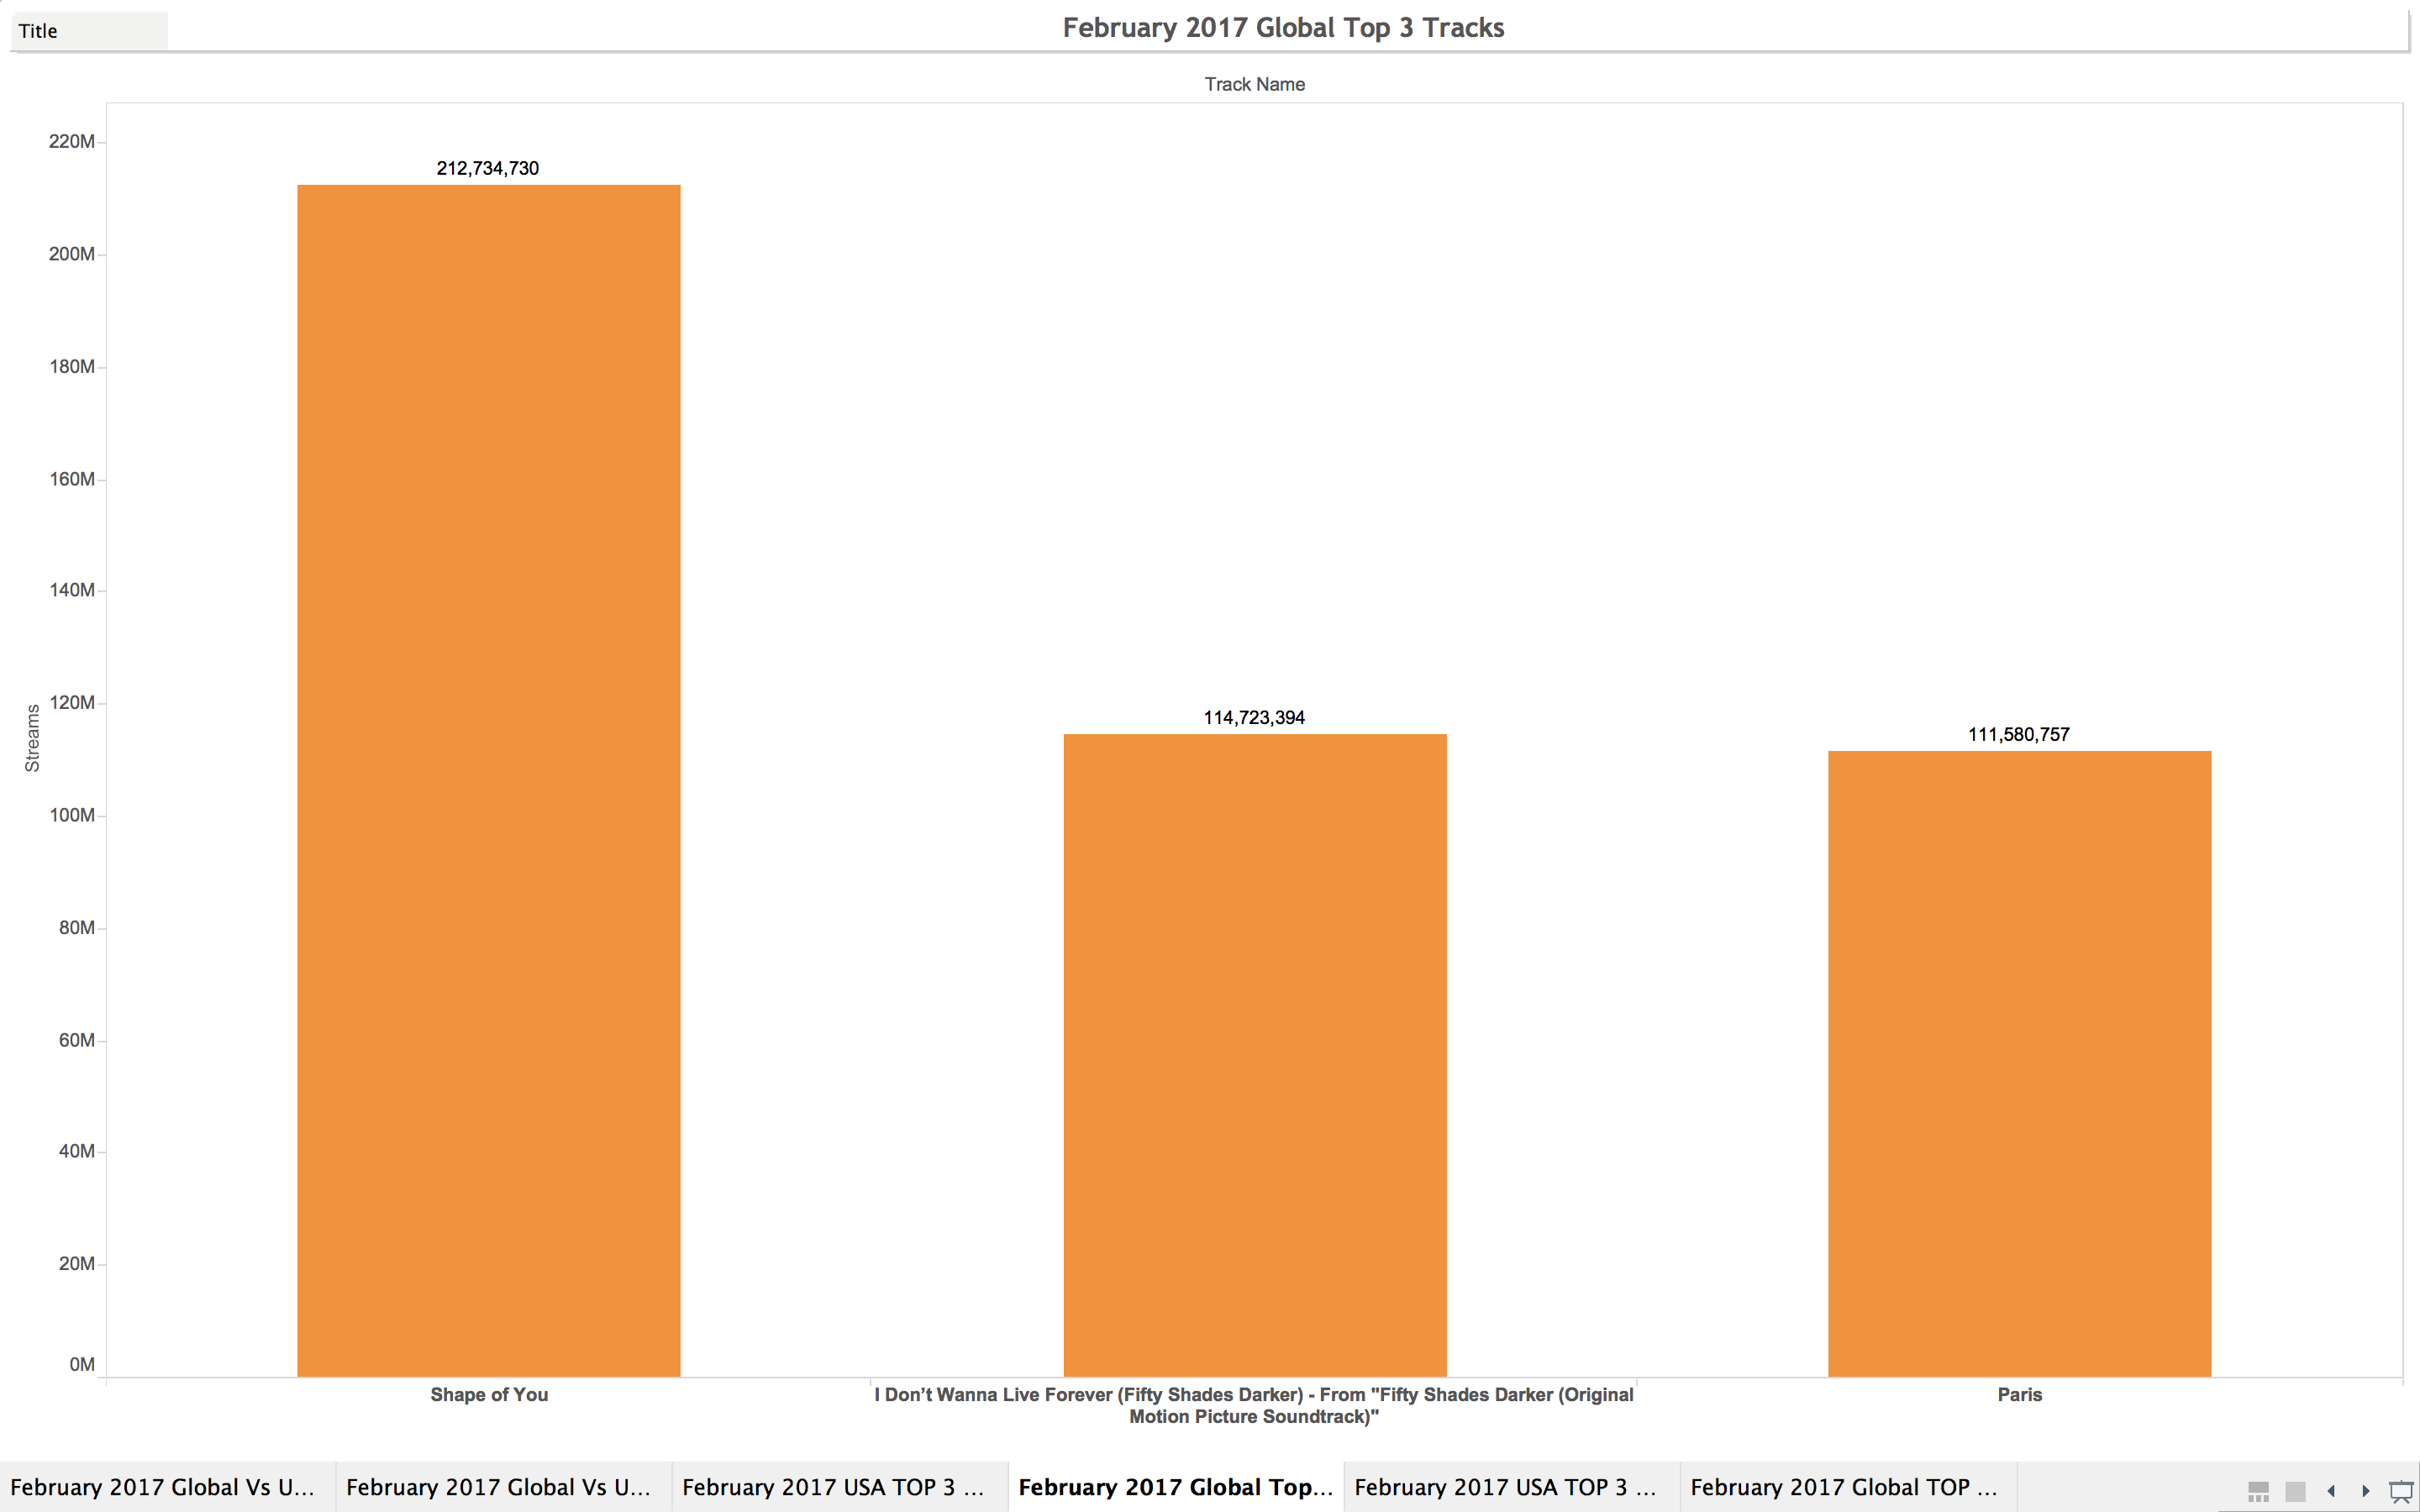 Title
February 2017 Global Top 3 Tracks
Track Name
220M
200M
180M
160M
140M
120M
100M
80M
60M
40M
20M
0M
Streams
212,734,730
114,723,394
111,580,757
Shape of You
I Don’t Wanna Live Forever (Fifty Shades Darker) - From "Fifty Shades Darker (Original
Motion Picture Soundtrack)"
Paris
February 2017 Global Vs U...
February 2017 Global Vs U...
February 2017 USA TOP 3 ...
February 2017 Global Top...
February 2017 USA TOP 3 ...
February 2017 Global TOP ...